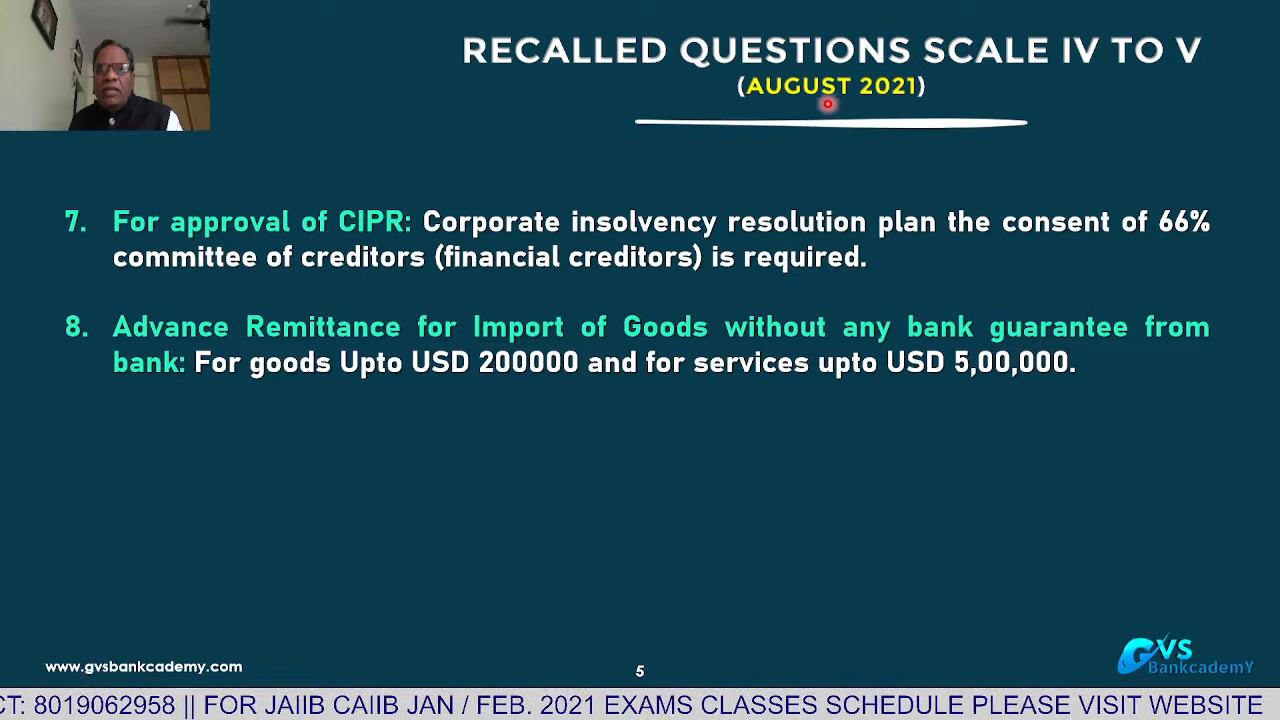 RECALLED QUESTIONS SCALE IV TO V
(AUGUST 2021)
7. For approval of CIPR: Corporate insolvency resolution plan the consent of 66%
committee of creditors (financial creditors) is required.
8. Advance Remittance for Import of Goods without any bank guarantee from
bank: For goods Upto USD 200000 and for services upto USD 5,00,000.
www.gvsbankcademy.com
5
GVS
BankcademY
CT: 8019062958 || FOR JAIIB CAIIB JAN / FEB. 2021 EXAMS CLASSES SCHEDULE PLEASE VISIT WEBSITE